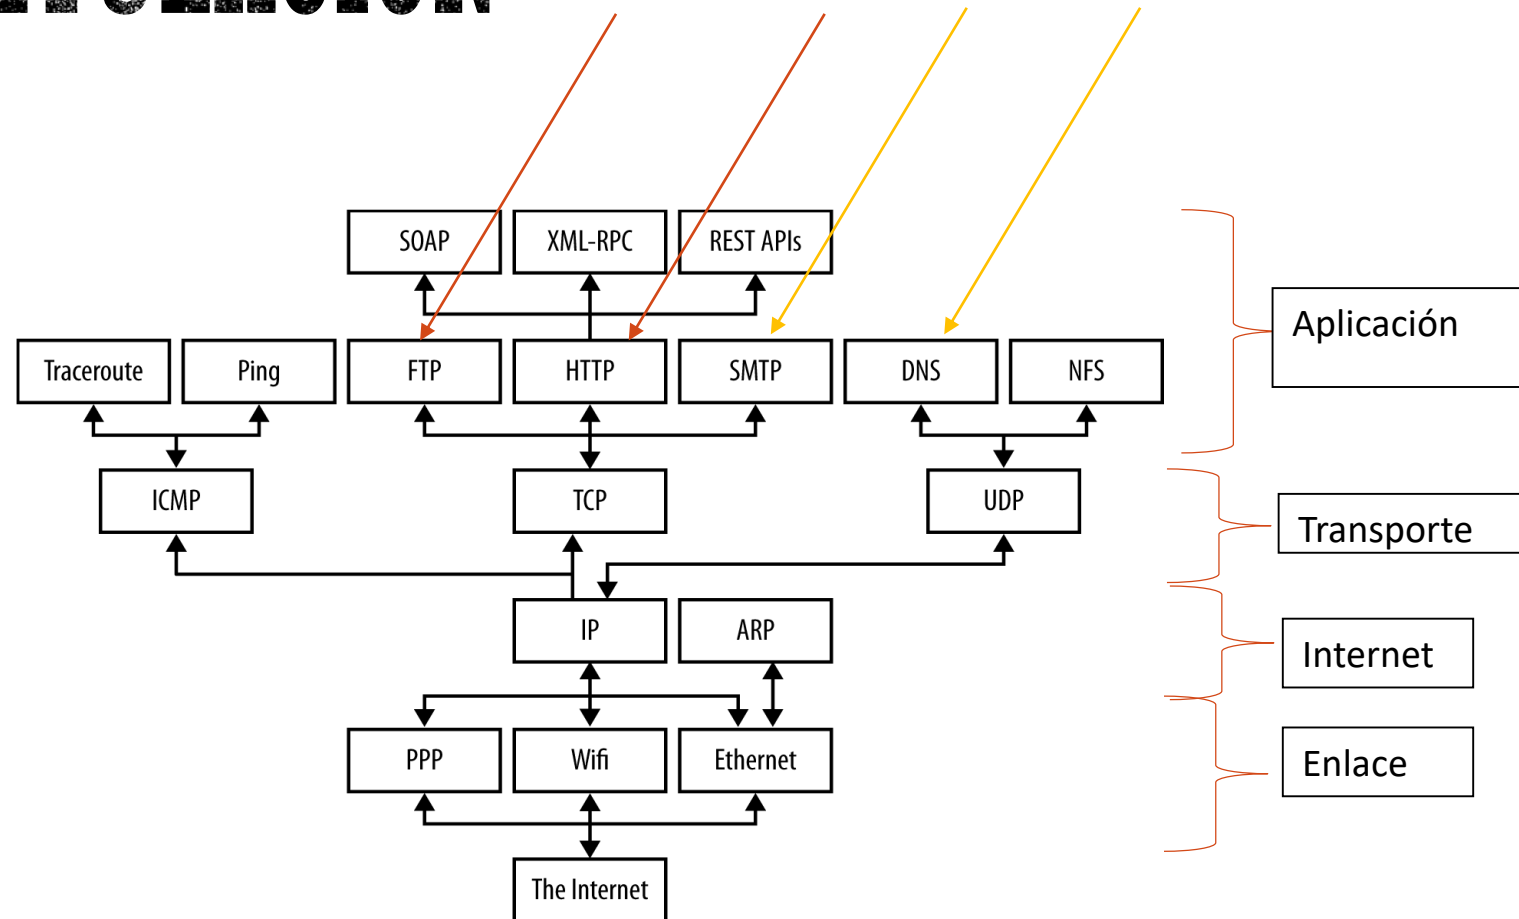 SOAP
XML-RPC
REST APIs
Aplicación
Traceroute
Ping
FTP
HTTP
SMTP
DNS
NFS
ICMP
TCP
UDP
Transporte
IP
ARP
Internet
PPP
Wifi
Ethernet
Enlace
The Internet